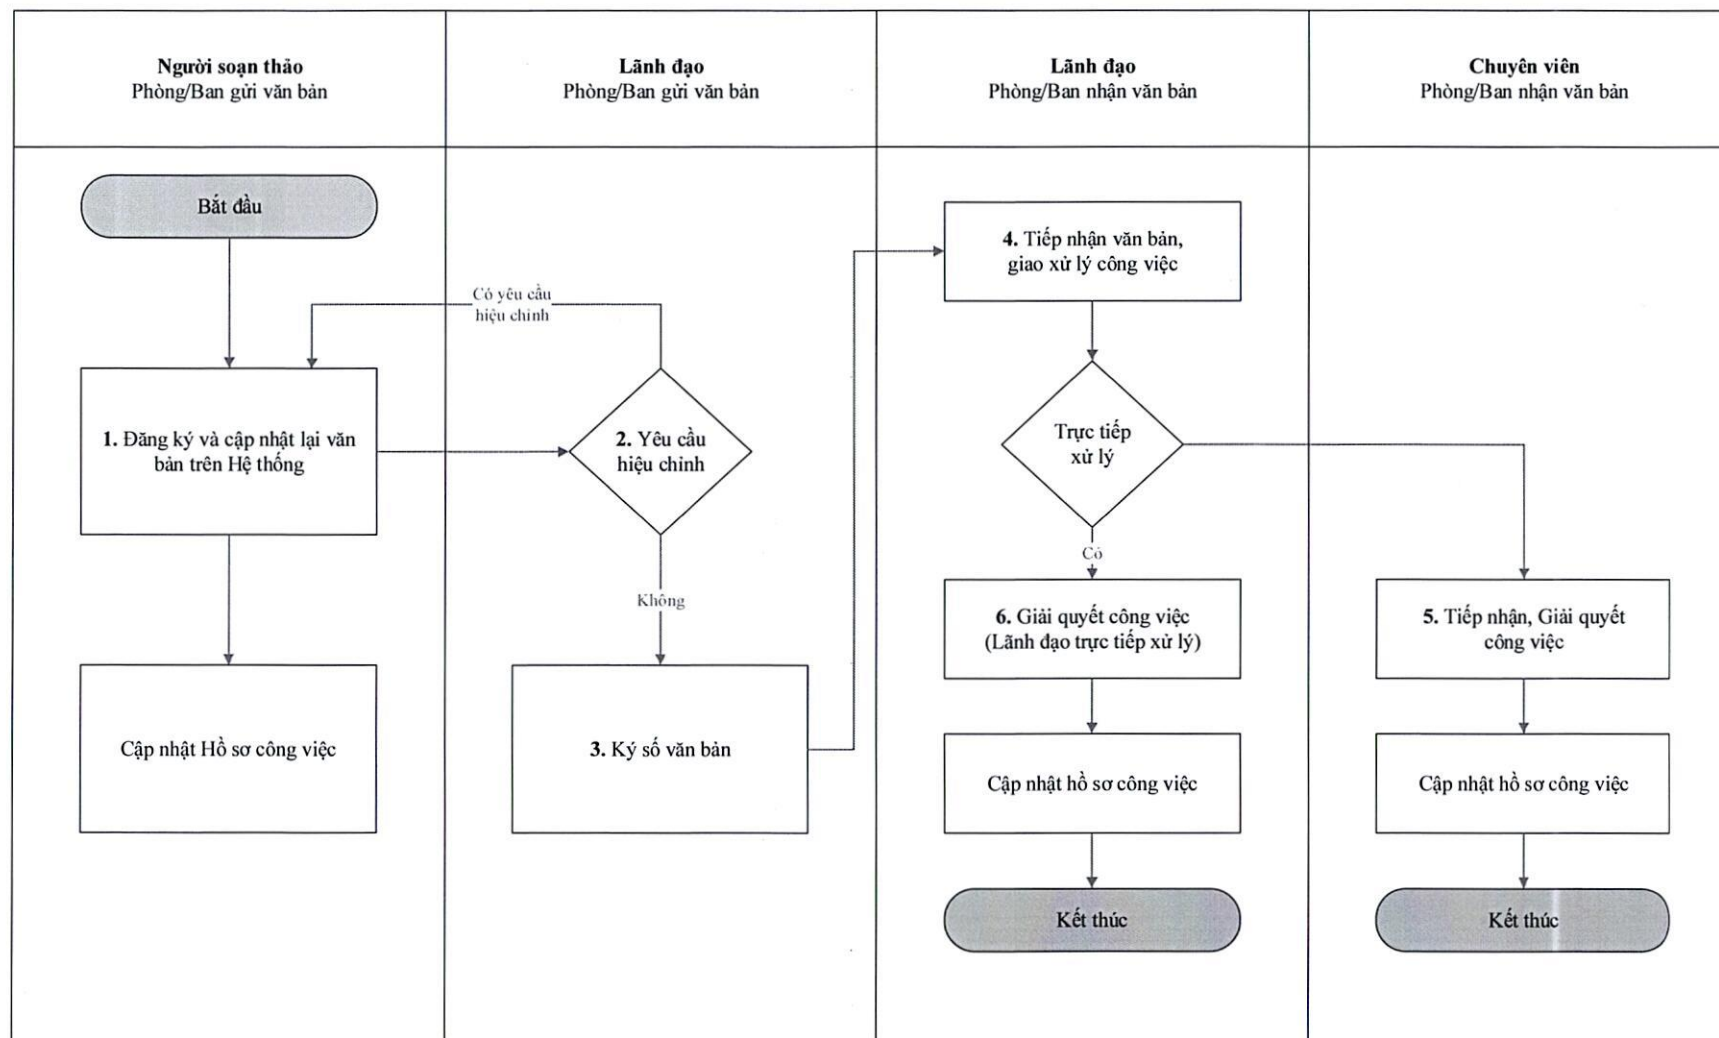 Người soạn thảo
Phòng/Ban gửi văn bản
Lãnh đạo
Phòng/Ban gửi văn bản
Lãnh đạo
Phòng/Ban nhận văn bản
Chuyên viên
Phòng/Ban nhận văn bản
Bắt đầu
4. Tiếp nhận văn bản,
giao xử lý công việc
Có yêu cầu
hiệu chỉnh
1. Đăng ký và cập nhật lại văn
bản trên Hệ thống
2. Yêu cầu
hiệu chỉnh
Trực tiếp
xử lý
Có
Không
6. Giải quyết công việc
(Lãnh đạo trực tiếp xử lý)
5. Tiếp nhận, Giải quyết
công việc
Cập nhật Hồ sơ công việc
3. Ký số văn bản
Cập nhật hồ sơ công việc
Cập nhật hồ sơ công việc
Kết thúc
Kết thúc